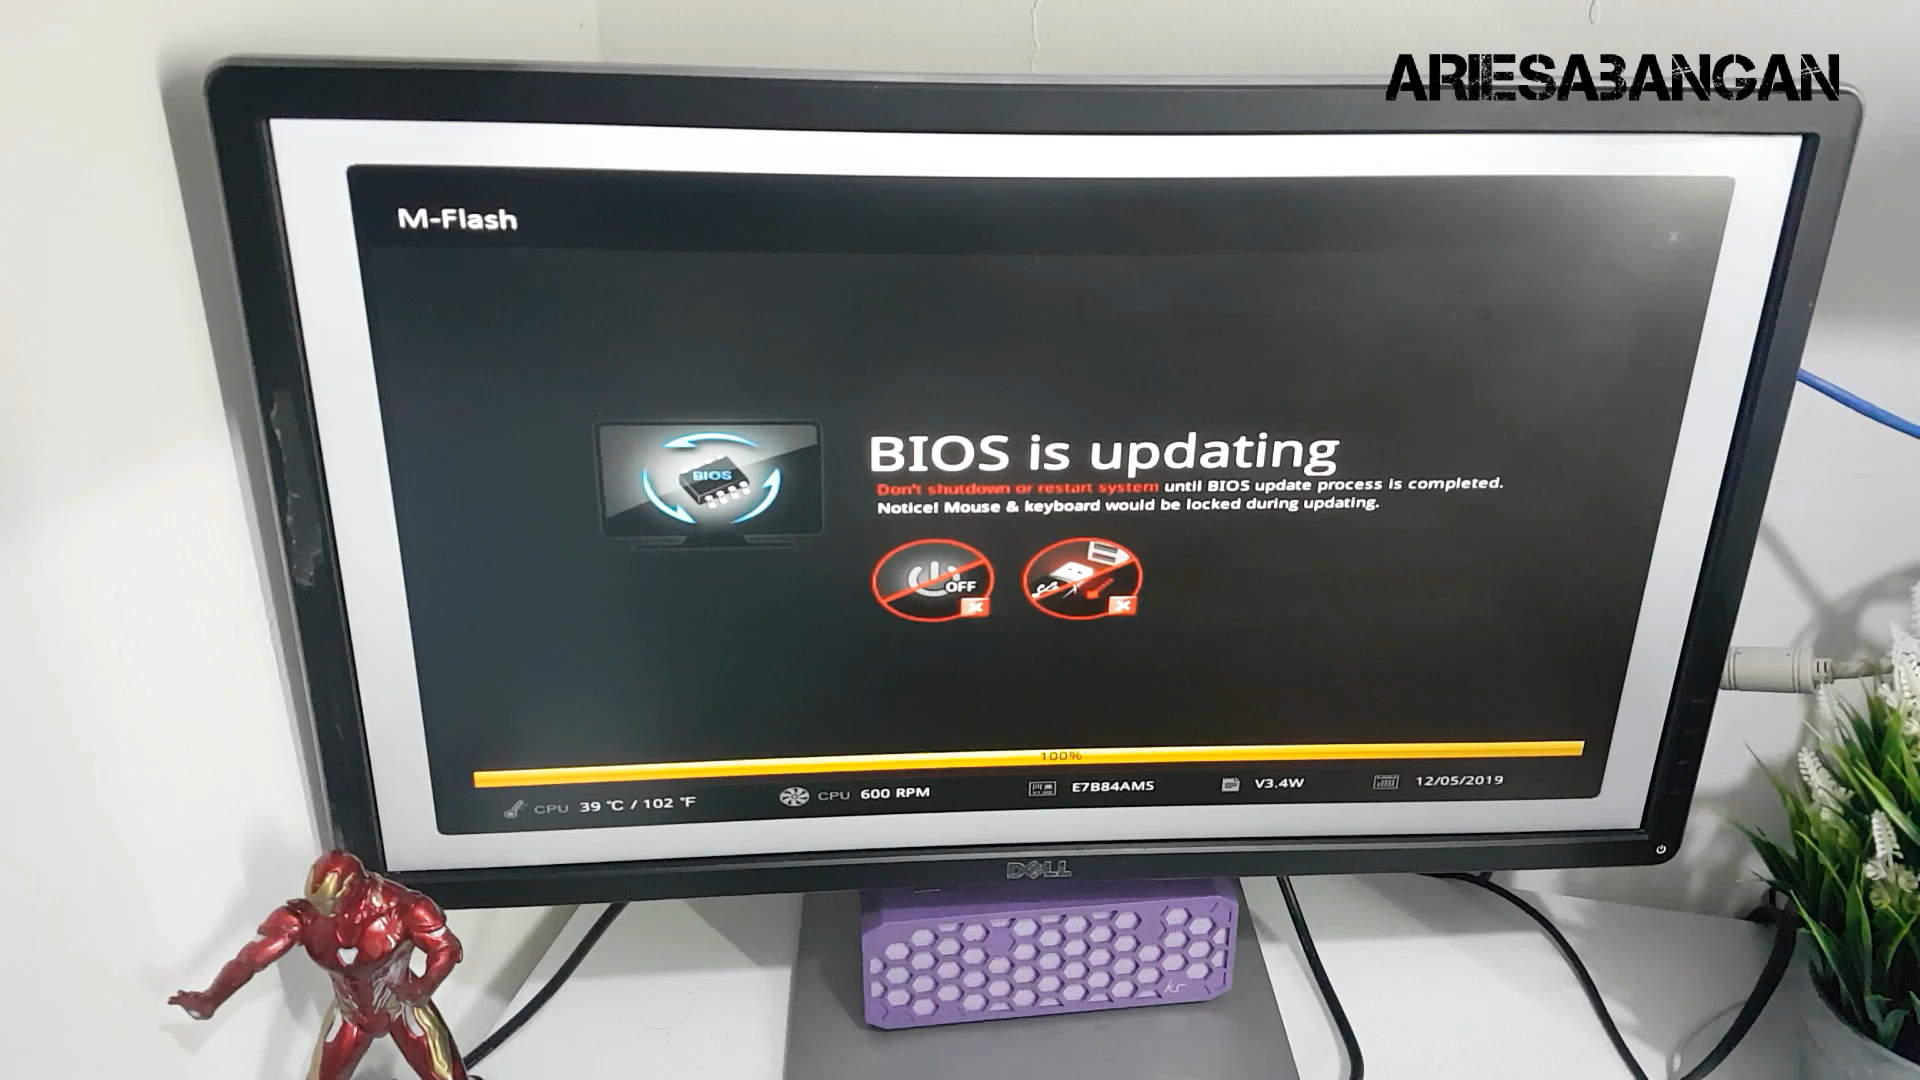 ARIESABANGAN
M-Flash
x
BIOS
BIOS is updating
Don't shutdown or restart system until BIOS update process is completed.
Notice! Mouse & keyboard would be locked during updating.
OFF
100%
CPU 39 °C / 102 °F
CPU 600 RPM
E7B84AMS
V3.4W
12/05/2019
DELL
ks